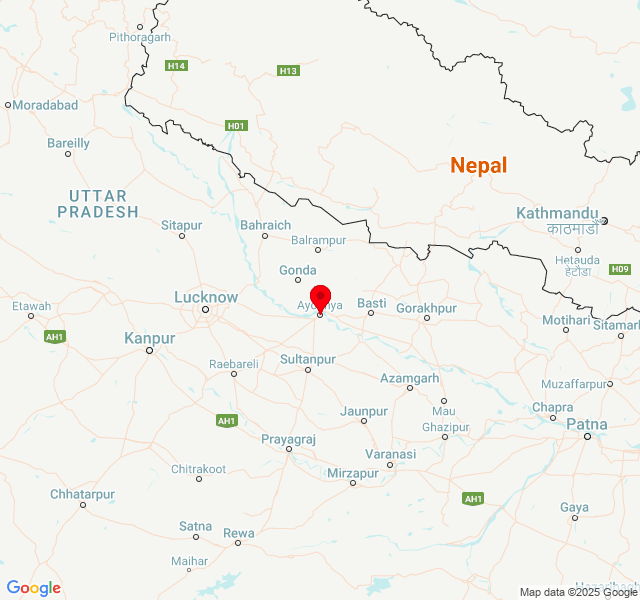 Pithoragarh
H14
H13
Moradabad
H01
Bareilly
Nepal
UTTAR
PRADESH
Kathmandu
काठमाडौं
Sitapur
Bahraich
Balrampur
Hetauda
हेटौंडा
H09
Gonda
Lucknow
Ayodhya
Basti
Gorakhpur
Etawah
Motihari
Sitamarhi
AH1
Kanpur
Sultanpur
Raebareli
Azamgarh
Muzaffarpur
Mau
Chapra
AH1
Jaunpur
Ghazipur
Patna
Prayagraj
Varanasi
Chitrakoot
Mirzapur
Chhatarpur
AH1
Gaya
Satna
Rewa
Maihar
Google
Map data ©2025 Google